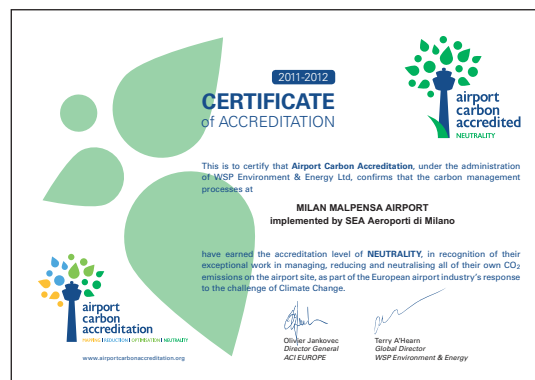 2011-2012
CERTIFICATE
of ACCREDITATION
airport
carbon
accredited
NEUTRALITY
This is to certify that Airport Carbon Accreditation, under the administration
of WSP Environment & Energy Ltd, confirms that the carbon management
processes at
MILAN MALPENSA AIRPORT
implemented by SEA Aeroporti di Milano
have earned the accreditation level of NEUTRALITY, in recognition of their
exceptional work in managing, reducing and neutralising all of their own CO₂
emissions on the airport site, as part of the European airport industry's response
to the challenge of Climate Change.
airport
carbon
accreditation
MAPPING | REDUCTION | OPTIMISATION | NEUTRALITY
www.airportcarbonaccreditation.org
Olivier Jankovec
Director General
ACI EUROPE
Terry A'Hearn
Global Director
WSP Environment & Energy